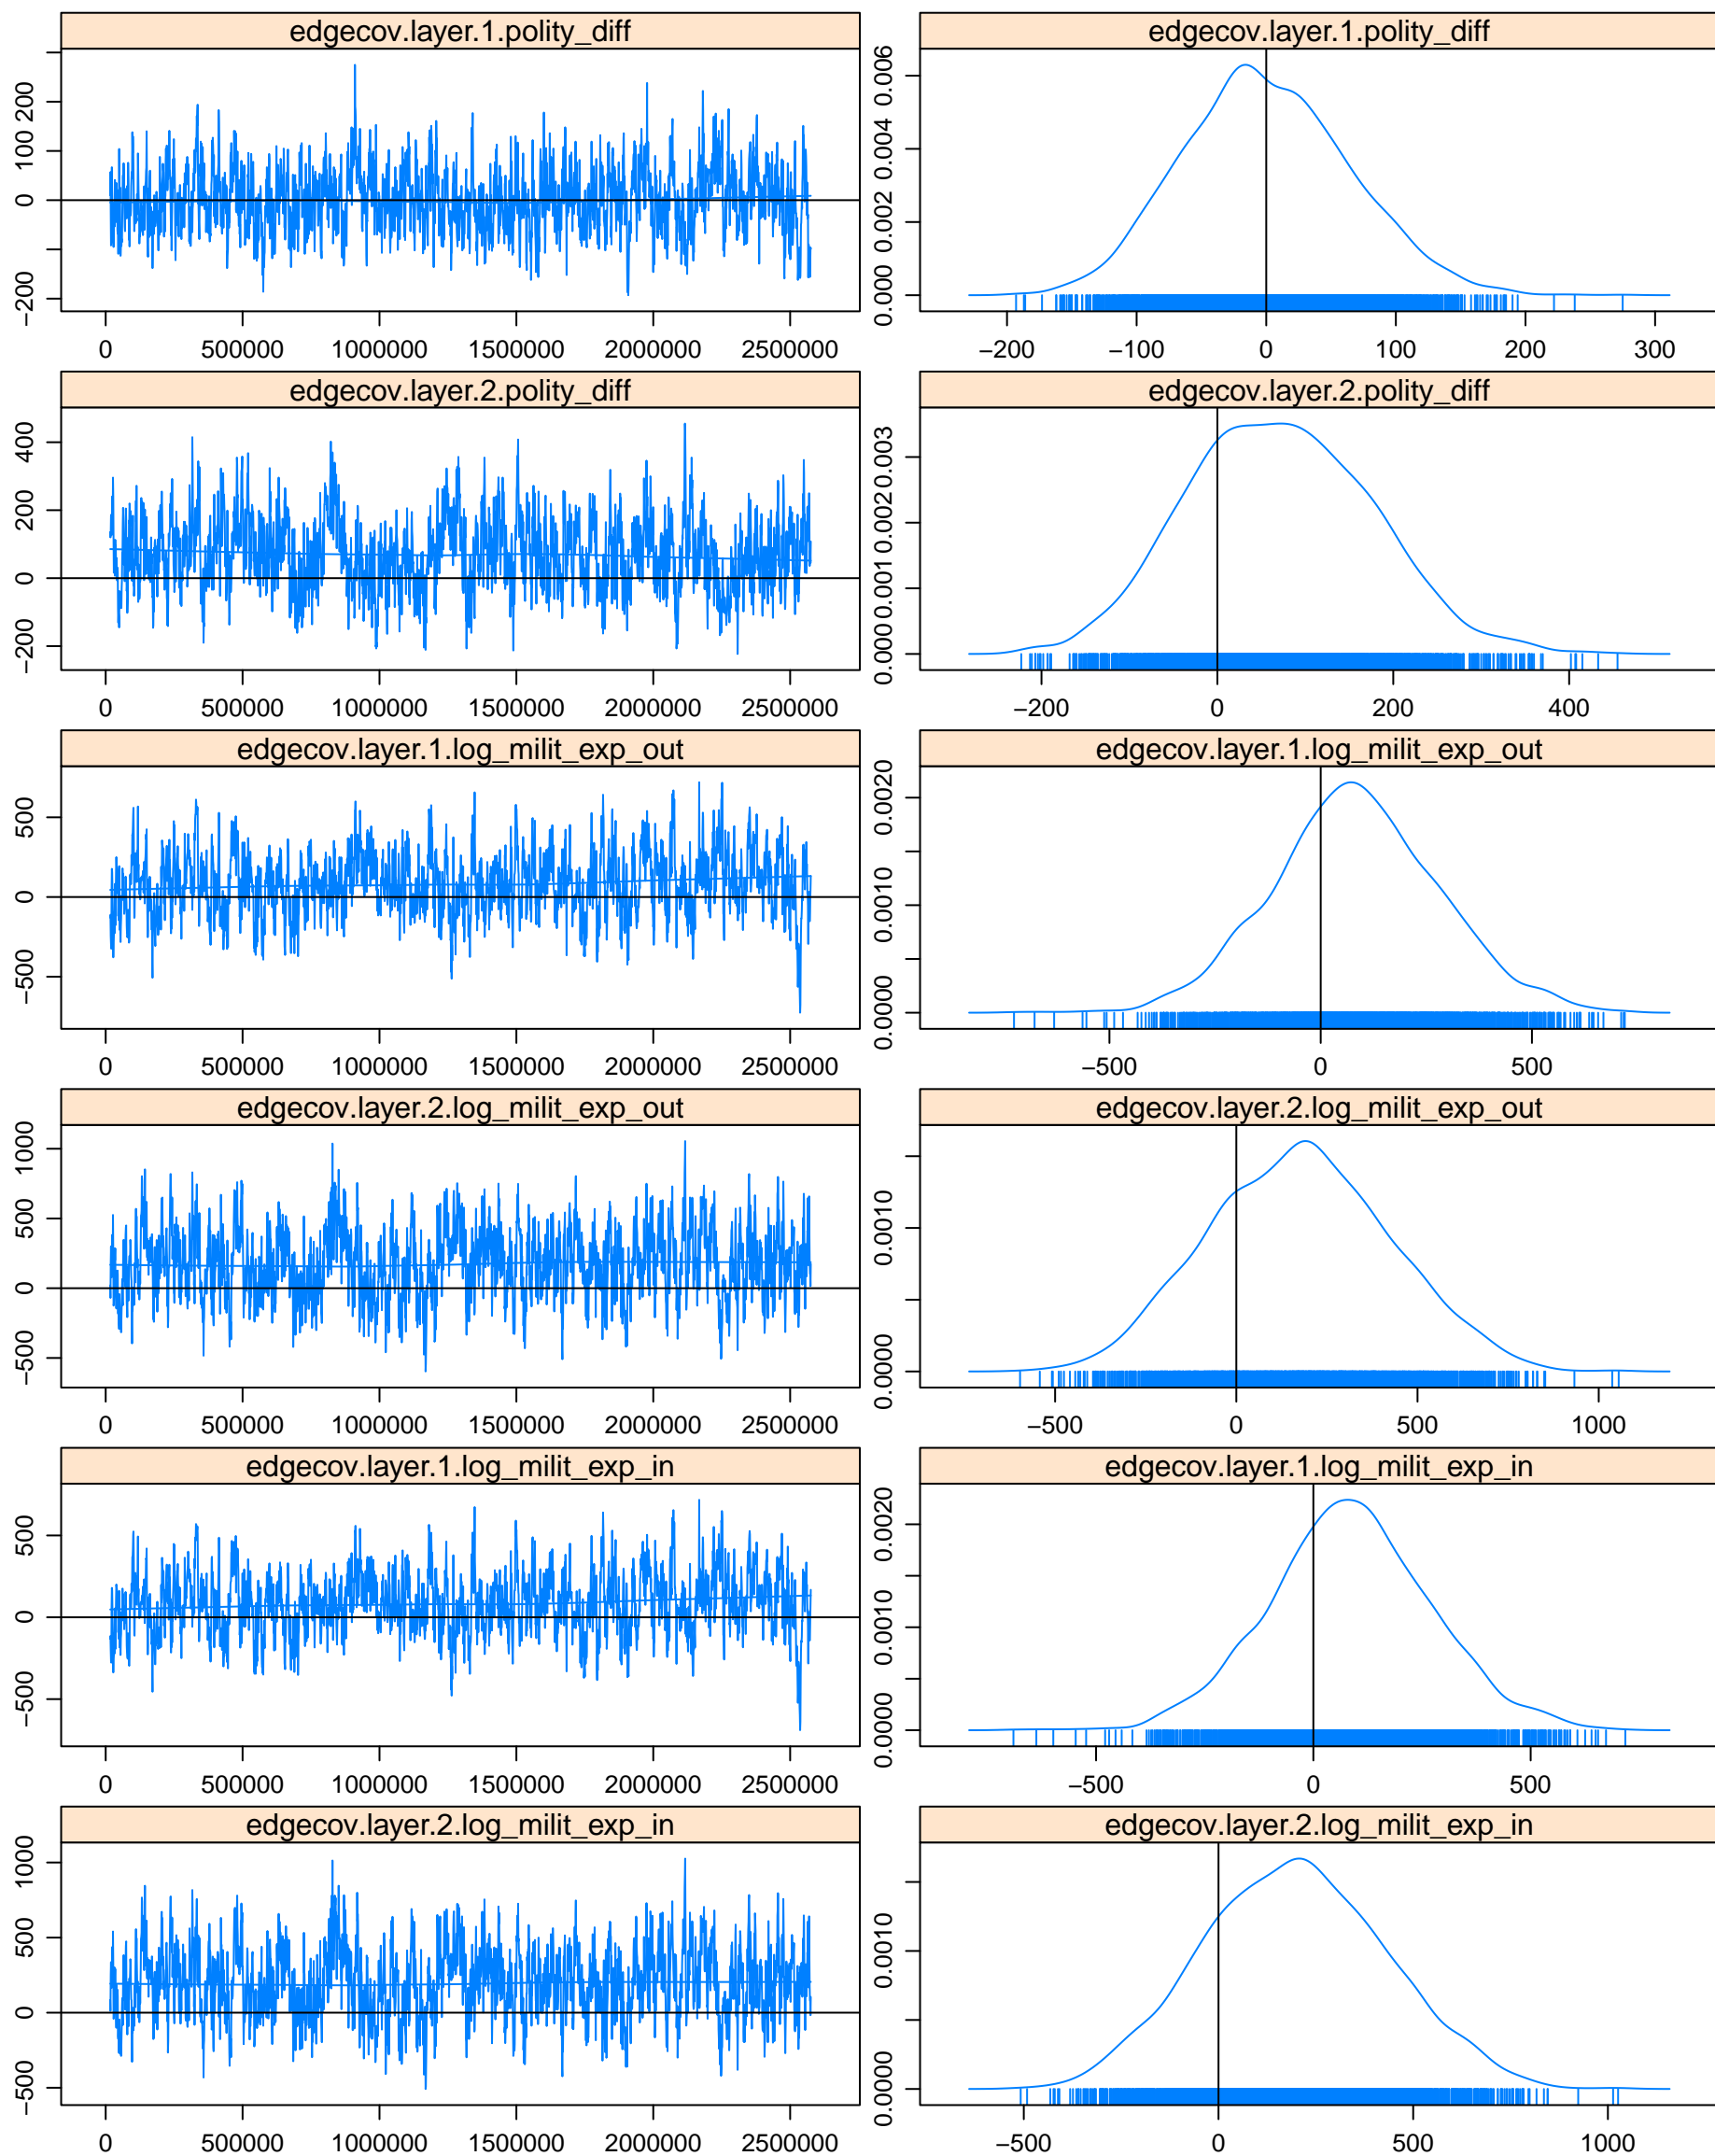 edgecov.layer.1.polity_diff
edgecov.layer.1.polity_diff
−200 0 100 200
0.000 0.002 0.004 0.006
0 500000 1000000 1500000 2000000 2500000
−200 −100 0 100 200 300
edgecov.layer.2.polity_diff
edgecov.layer.2.polity_diff
−200 0 200 400
0.000 0.001 0.002 0.003
0 500000 1000000 1500000 2000000 2500000
−200 0 200 400
edgecov.layer.1.log_milit_exp_out
edgecov.layer.1.log_milit_exp_out
−500 0 500
0.0000 0.0010 0.0020
0 500000 1000000 1500000 2000000 2500000
−500 0 500
edgecov.layer.2.log_milit_exp_out
edgecov.layer.2.log_milit_exp_out
−500 0 500 1000
0.0000 0.0010
0 500000 1000000 1500000 2000000 2500000
−500 0 500 1000
edgecov.layer.1.log_milit_exp_in
edgecov.layer.1.log_milit_exp_in
−500 0 500
0.0000 0.0010 0.0020
0 500000 1000000 1500000 2000000 2500000
−500 0 500
edgecov.layer.2.log_milit_exp_in
edgecov.layer.2.log_milit_exp_in
−500 0 500 1000
0.0000 0.0010
0 500000 1000000 1500000 2000000 2500000
−500 0 500 1000